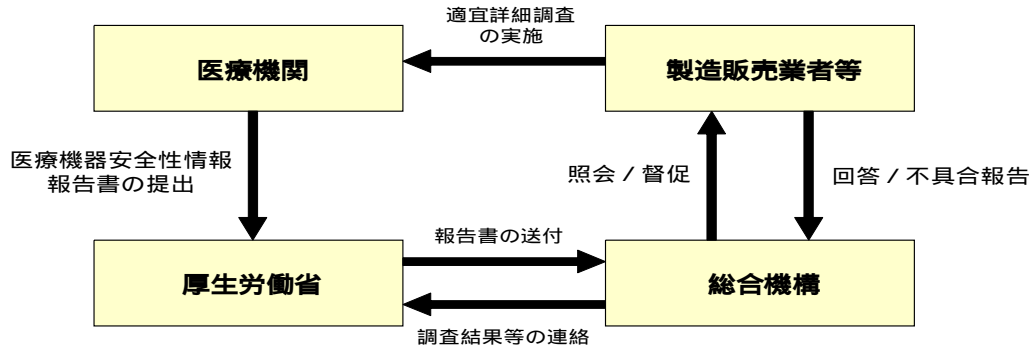 適宜詳細調査
の実施
医療機関
製造販売業者等
医療機器安全性情報
報告書の提出
照会 / 督促
回答 / 不具合報告
報告書の送付
厚生労働省
総合機構
調査結果等の連絡